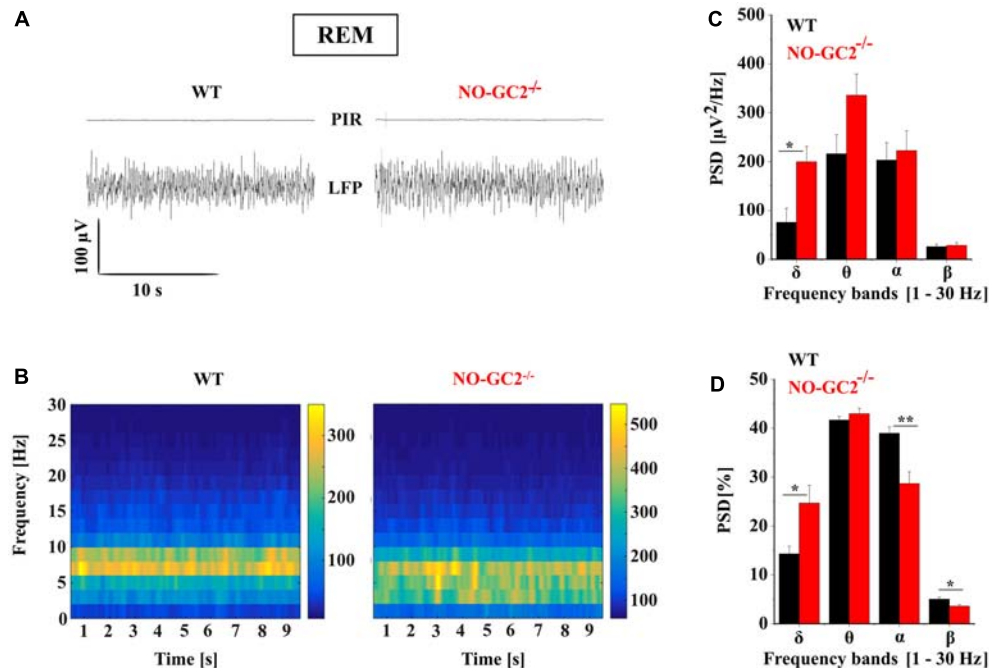 A
REM
WT
NO-GC2-/-
PIR
LFP
100 µV
10 s
B
WT
NO-GC2-/-
Frequency [Hz]
30
25
20
15
10
5
0
1 2 3 4 5 6 7 8 9
Time [s]
300
200
100
1 2 3 4 5 6 7 8 9
Time [s]
500
400
300
200
100
C
WT
NO-GC2-/-
PSD [µV2/Hz]
500
400
300
200
100
0
*
δ θ α β
Frequency bands [1 - 30 Hz]
D
WT
NO-GC2-/-
PSD[%]
50
40
30
20
10
0
*
**
*
δ θ α β
Frequency bands [1 - 30 Hz]